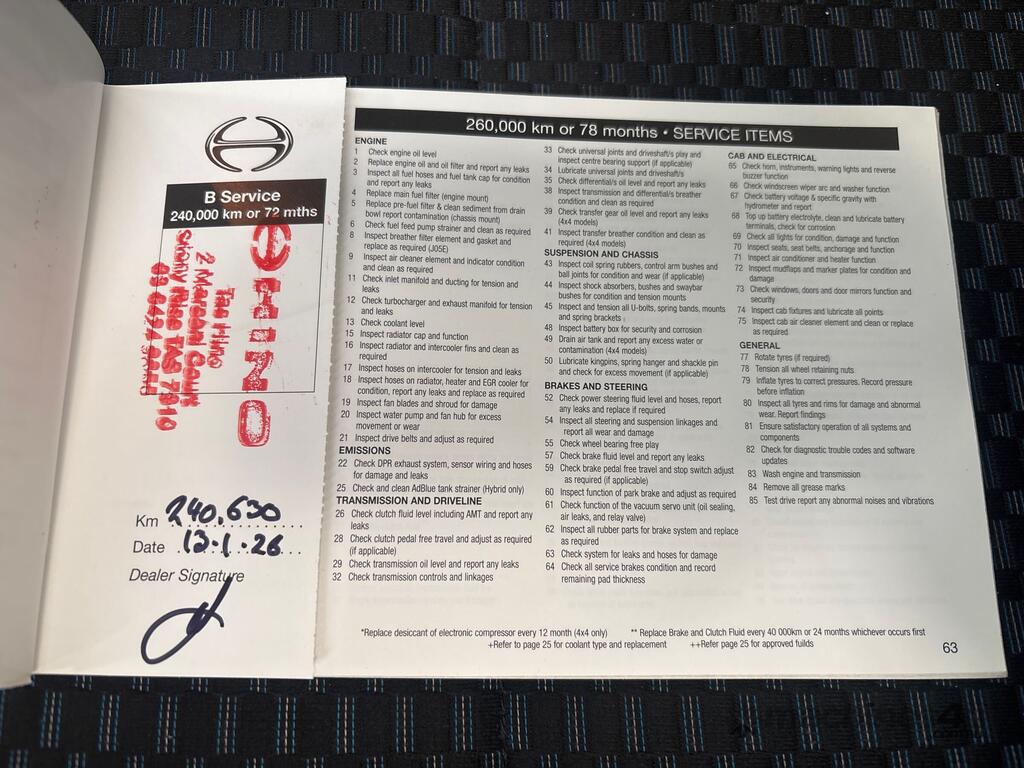 B Service
240,000 km or 72 mths
HINO
Tas Hino
2 Marsden Court
TAS 7310
Km 240,630
Date 13.1.26
Dealer Signature
260,000 km or 78 months • SERVICE ITEMS
ENGINE
1 Check engine oil level
2 Replace engine oil and oil filter and report any leaks
3 Inspect all fuel hoses and fuel tank cap for condition
and report any leaks
4 Replace main fuel filter (engine mount)
5 Replace pre-fuel filter & clean sediment from drain
bowl report contamination (chassis mount)
6 Check fuel feed pump strainer and clean as required
8 Inspect breather filter element and gasket and
replace as required (J05E)
9 Inspect air cleaner element and indicator condition
and clean as required
11 Check inlet manifold and ducting for tension and
leaks
12 Check turbocharger and exhaust manifold for tension
and leaks
13 Check coolant level
15 Inspect radiator cap and function
16 Inspect radiator and intercooler fins and clean as
required
17 Inspect hoses on intercooler for tension and leaks
18 Inspect hoses on radiator, heater and EGR cooler for
condition, report any leaks and replace as required
19 Inspect fan blades and shroud for damage
20 Inspect water pump and fan hub for excess
movement or wear
21 Inspect drive belts and adjust as required
EMISSIONS
22 Check DPR exhaust system, sensor wiring and hoses
for damage and leaks
25 Check and clean AdBlue tank strainer (Hybrid only)
TRANSMISSION AND DRIVELINE
26 Check clutch fluid level including AMT and report any
leaks
28 Check clutch pedal free travel and adjust as required
(if applicable)
29 Check transmission oil level and report any leaks
32 Check transmission controls and linkages
33 Check universal joints and driveshaft/s play and
inspect centre bearing support (if applicable)
34 Lubricate universal joints and driveshaft/s
35 Check differential/s oil level and report any leaks
38 Inspect transmission and differential/s breather
condition and clean as required
39 Check transfer gear oil level and report any leaks
(4x4 models)
41 Inspect transfer breather condition and clean as
required (4x4 models)
SUSPENSION AND CHASSIS
43 Inspect coil spring rubbers, control arm bushes and
ball joints for condition and wear (if applicable)
44 Inspect shock absorbers, bushes and swaybar
bushes for condition and tension mounts
45 Inspect and tension all U-bolts, spring bands, mounts
and spring brackets
48 Inspect battery box for security and corrosion
49 Drain air tank and report any excess water or
contamination (4x4 models)
50 Lubricate kingpins, spring hanger and shackle pin
and check for excess movement (if applicable)
BRAKES AND STEERING
52 Check power steering fluid level and hoses, report
any leaks and replace if required
54 Inspect all steering and suspension linkages and
report all wear and damage
55 Check wheel bearing free play
57 Check brake fluid level and report any leaks
59 Check brake pedal free travel and stop switch adjust
as required (if applicable)
60 Inspect function of park brake and adjust as required
61 Check function of the vacuum servo unit (oil sealing,
air leaks, and relay valve)
62 Inspect all rubber parts for brake system and replace
as required
63 Check system for leaks and hoses for damage
64 Check all service brakes condition and record
remaining pad thickness
CAB AND ELECTRICAL
65 Check horn, instruments, warning lights and reverse
buzzer function
66 Check windscreen wiper arc and washer function
67 Check battery voltage & specific gravity with
hydrometer and report
68 Top up battery electrolyte, clean and lubricate battery
terminals, check for corrosion
69 Check all lights for condition, damage and function
70 Inspect seats, seat belts, anchorage and function
71 Inspect air conditioner and heater function
72 Inspect mudflaps and marker plates for condition and
damage
73 Check windows, doors and door mirrors function and
security
74 Inspect cab fixtures and lubricate all points
75 Inspect cab air cleaner element and clean or replace
as required
GENERAL
77 Rotate tyres (if required)
78 Tension all wheel retaining nuts
79 Inflate tyres to correct pressures. Record pressure
before inflation
80 Inspect all tyres and rims for damage and abnormal
wear. Report findings
81 Ensure satisfactory operation of all systems and
components
82 Check for diagnostic trouble codes and software
updates
83 Wash engine and transmission
84 Remove all grease marks
85 Test drive report any abnormal noises and vibrations
*Replace desiccant of electronic compressor every 12 month (4x4 only) ** Replace Brake and Clutch Fluid every 40 000km or 24 months whichever occurs first
+Refer to page 25 for coolant type and replacement ++Refer page 25 for approved fuilds
63